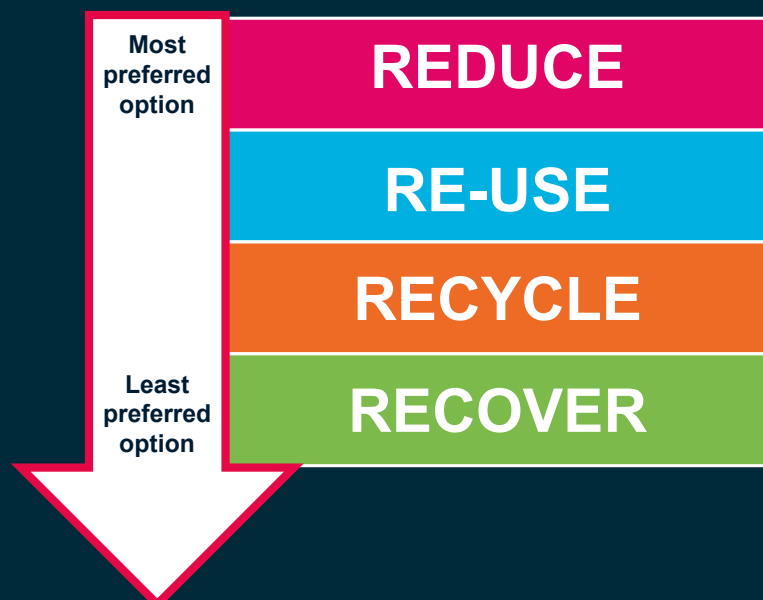 Most
preferred
option
REDUCE
RE-USE
RECYCLE
Least
preferred
option
RECOVER